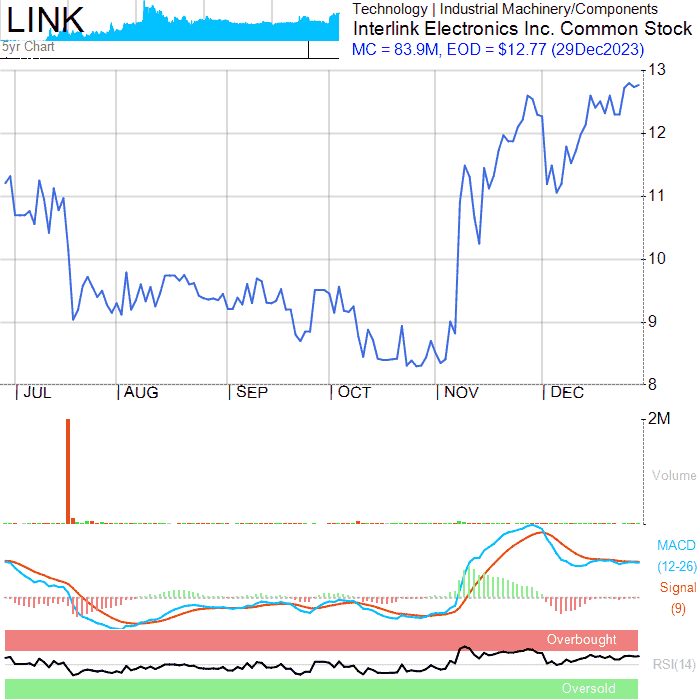 LINK
5yr Chart
Technology | Industrial Machinery/Components
Interlink Electronics Inc. Common Stock
MC = 83.9M, EOD = $12.77 (29Dec2023)
13
12
11
10
9
8
JUL AUG SEP OCT NOV DEC
2M
Volume
MACD
(12-26)
Signal
(9)
Overbought
RSI(14)
Oversold